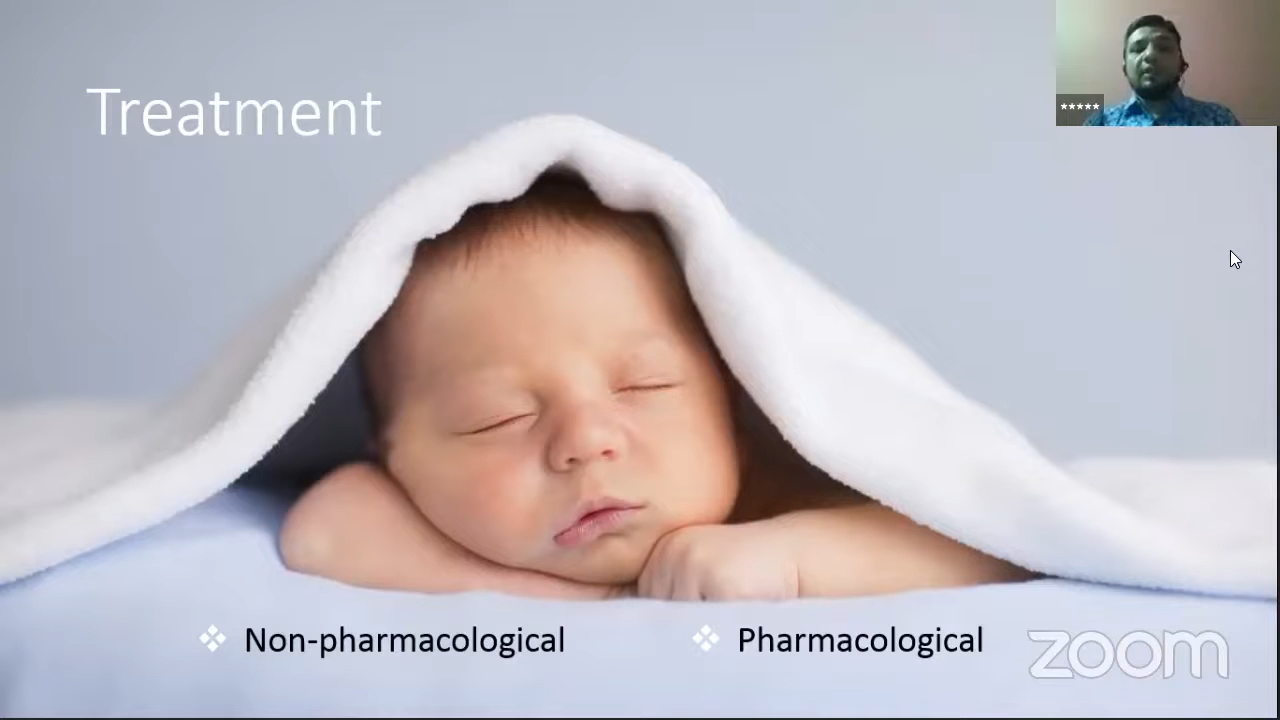 Treatment
*****
❖ Non-pharmacological
❖ Pharmacological
zoom